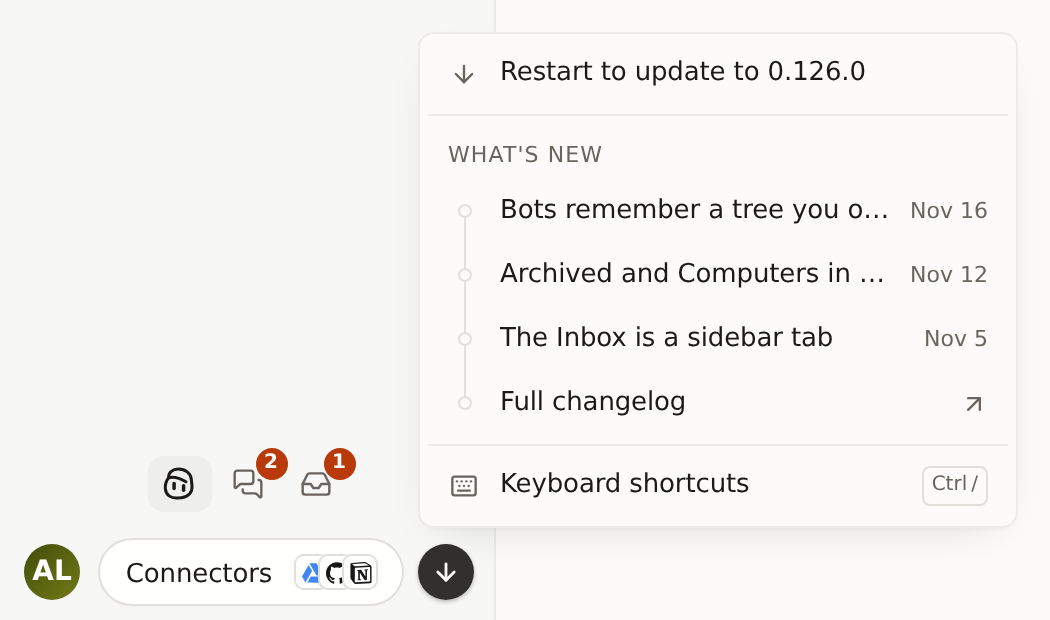 Restart to update to 0.126.0
WHAT'S NEW
Bots remember a tree you o... Nov 16
Archived and Computers in ... Nov 12
The Inbox is a sidebar tab Nov 5
Full changelog
2 1
Keyboard shortcuts Ctrl /
AL Connectors N